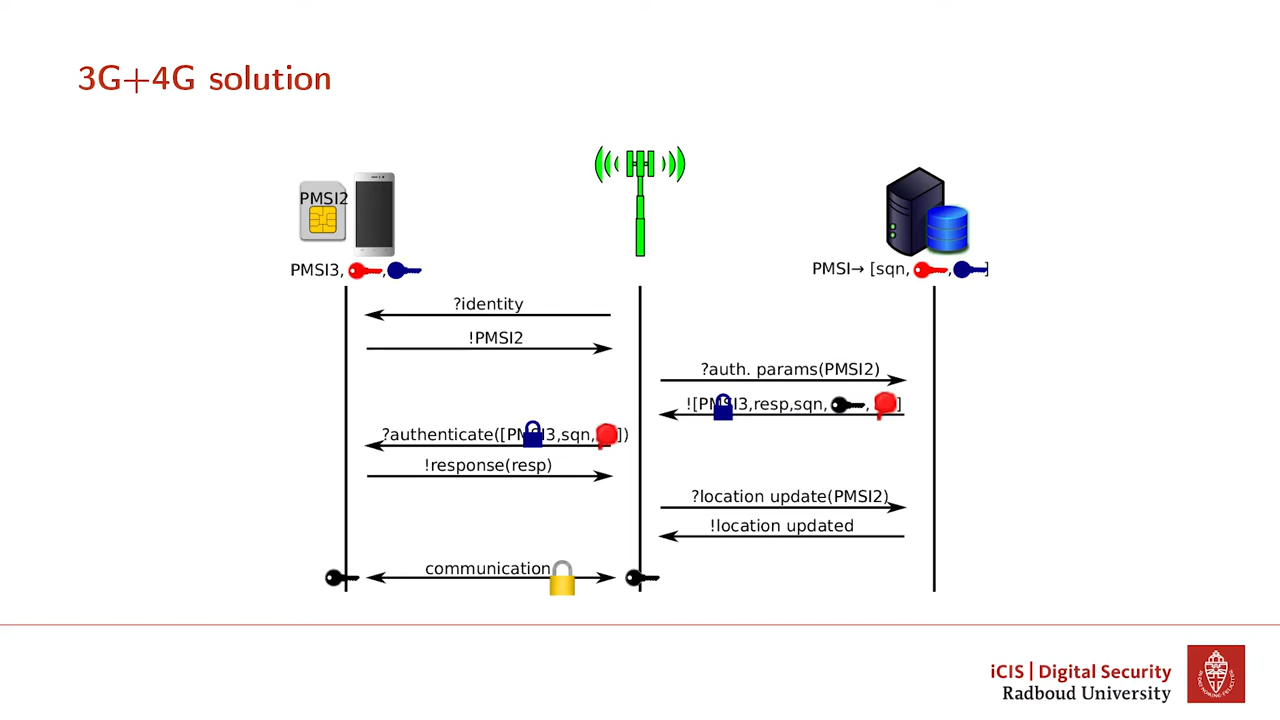 3G+4G solution
PMSI2
PMSI3, ,
PMSI→ [sqn, , ]
?identity
!PMSI2
?auth. params(PMSI2)
![PMSI3,resp,sqn, , ]
?authenticate([PMSI3,sqn, ])
!response(resp)
?location update(PMSI2)
!location updated
communication
iCIS | Digital Security
Radboud University